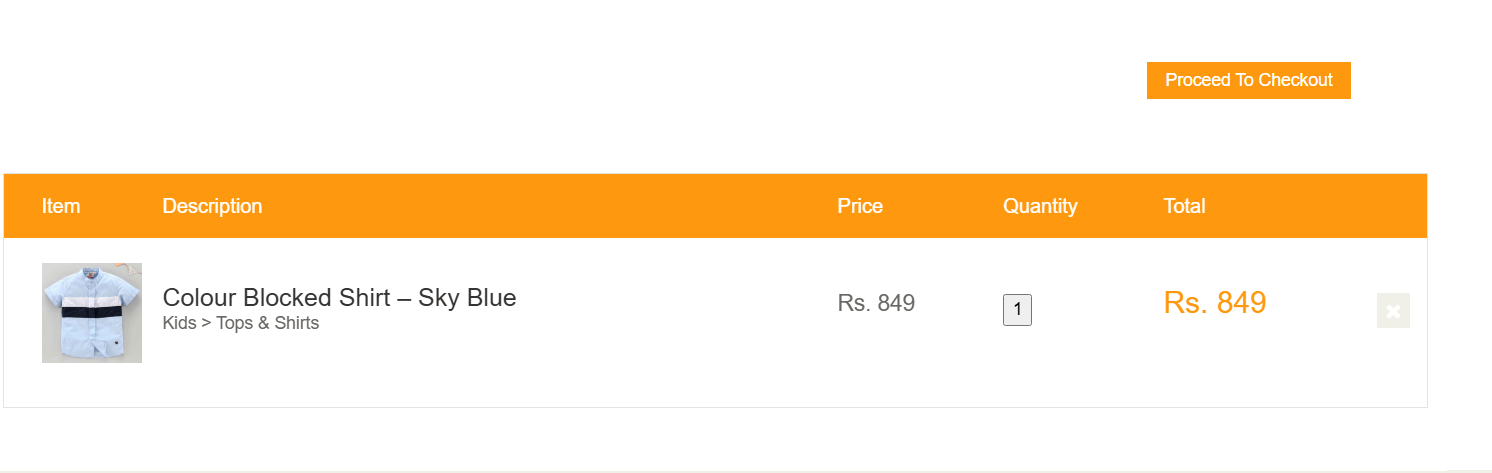 Proceed To Checkout
Item Description Price Quantity Total
Colour Blocked Shirt – Sky Blue
Kids > Tops & Shirts
Rs. 849
1
Rs. 849